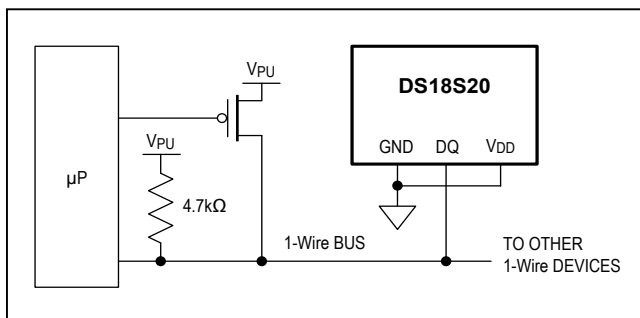 VPU
DS18S20
VPU
GND DQ VDD
µP
4.7kΩ
1-Wire BUS
TO OTHER
1-Wire DEVICES